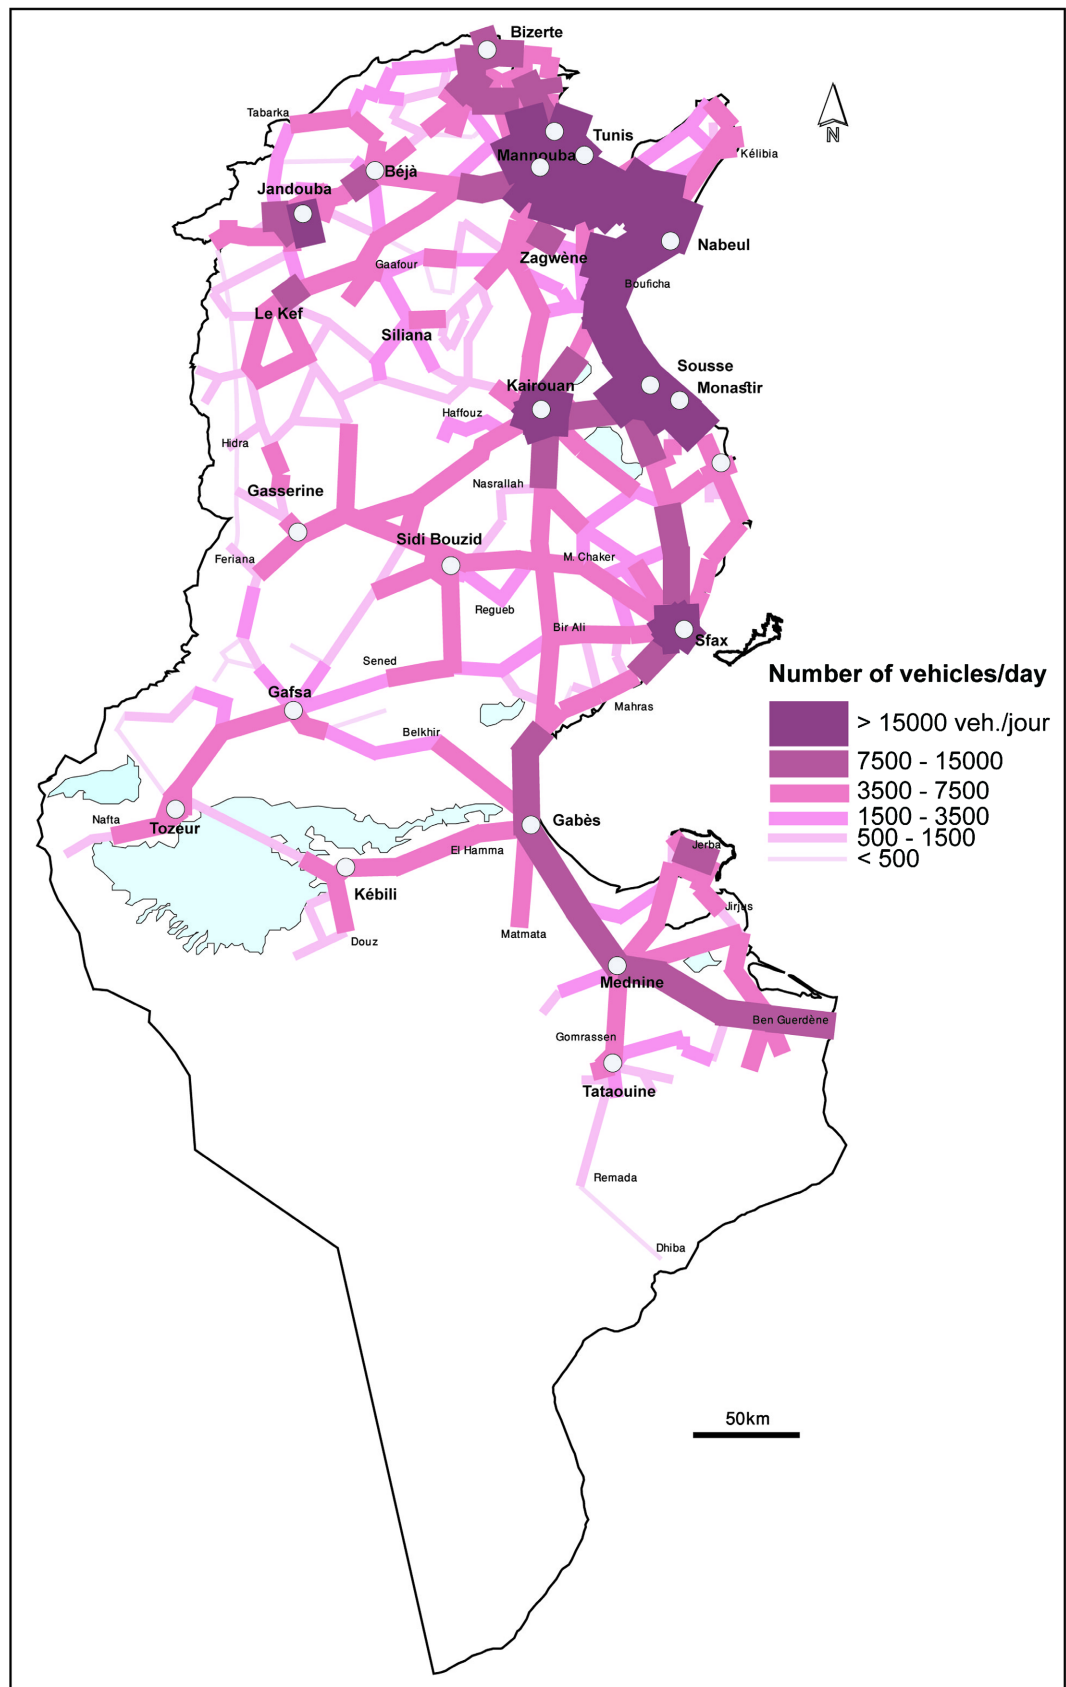 Bizerte
Tabarka
Tunis
Mannouba
Kélibia
Béjà
Jandouba
N
Nabeul
Zagwène
Gaafour
Bouficha
Le Kef
Siliana
Sousse
Monastir
Kairouan
Haffouz
Hidra
Gasserine
Nasrallah
Sidi Bouzid
Feriana
M. Chaker
Regueb
Bir Ali
Sfax
Sened
Number of vehicles/day
Gafsa
Mahras
> 15000 veh./jour
Belkhir
7500 - 15000
3500 - 7500
Nafta
Tozeur
Gabès
1500 - 3500
500 - 1500
< 500
El Hamma
Jerba
Kébili
Jirjus
Matmata
Douz
Mednine
Ben Guerdène
Gomrassen
Tataouine
Remada
Dhiba
50km